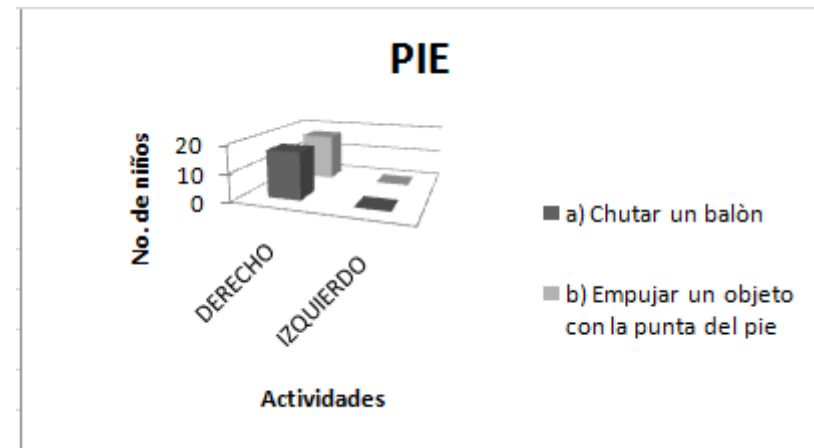 PIE
No. de niños
20
10
0
DERECHO
IZQUIERDO
Actividades
a) Chutar un balòn
b) Empujar un objeto
con la punta del pie